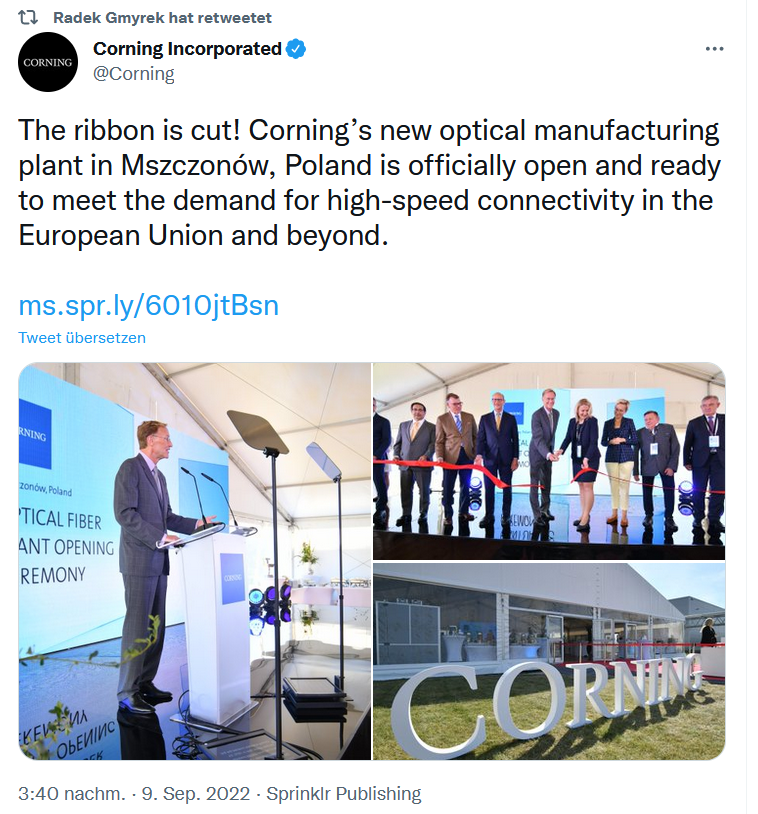 Radek Gmyrek hat retweetet
CORNING
Corning Incorporated
@Corning
The ribbon is cut! Corning’s new optical manufacturing
plant in Mszczonów, Poland is officially open and ready
to meet the demand for high-speed connectivity in the
European Union and beyond.
ms.spr.ly/6010jtBsn
Tweet übersetzen
RNING
zonów, Poland
TICAL FIBER
ANT OPENING
REMONY
CORNING
CORNING
3:40 nachm. · 9. Sep. 2022 · Sprinklr Publishing